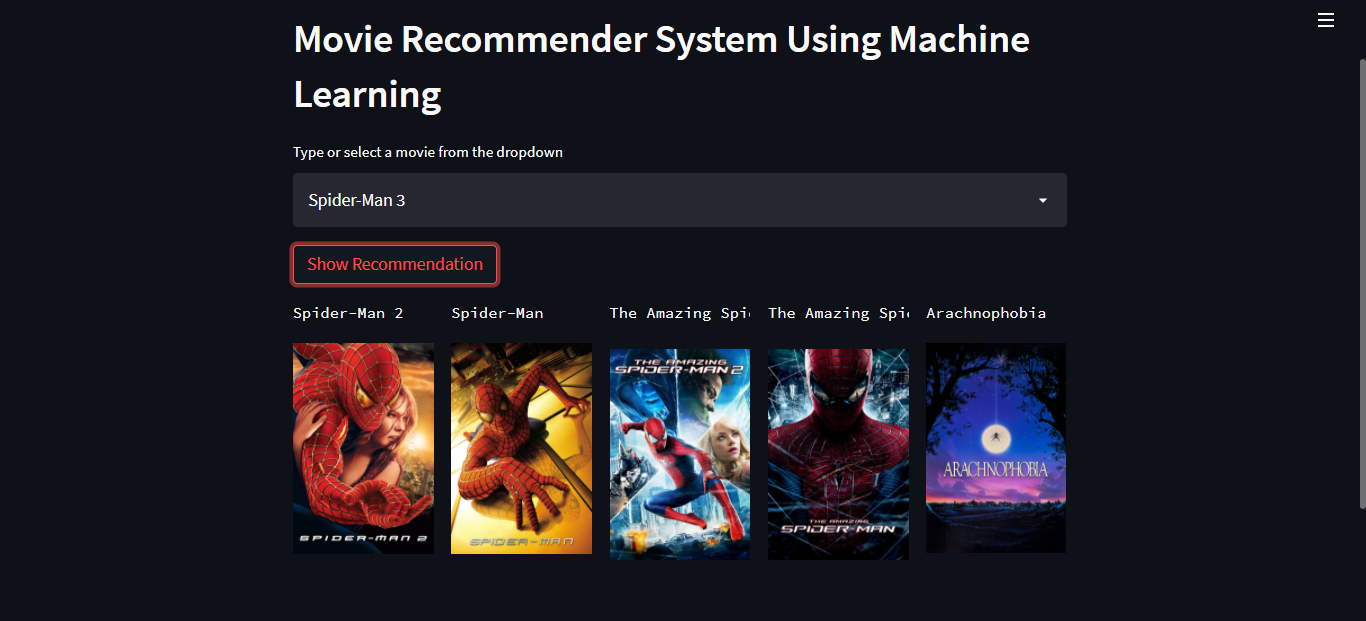 Movie Recommender System Using Machine
Learning
Type or select a movie from the dropdown
Spider-Man 3
Show Recommendation
Spider-Man 2
Spider-Man
The Amazing Spi
The Amazing Spi
Arachnophobia
SPIDER-MAN 2
SPIDER-MAN
THE AMAZING
SPIDER-MAN 2
THE AMAZING
SPIDER-MAN
ARACHNOPHOBIA